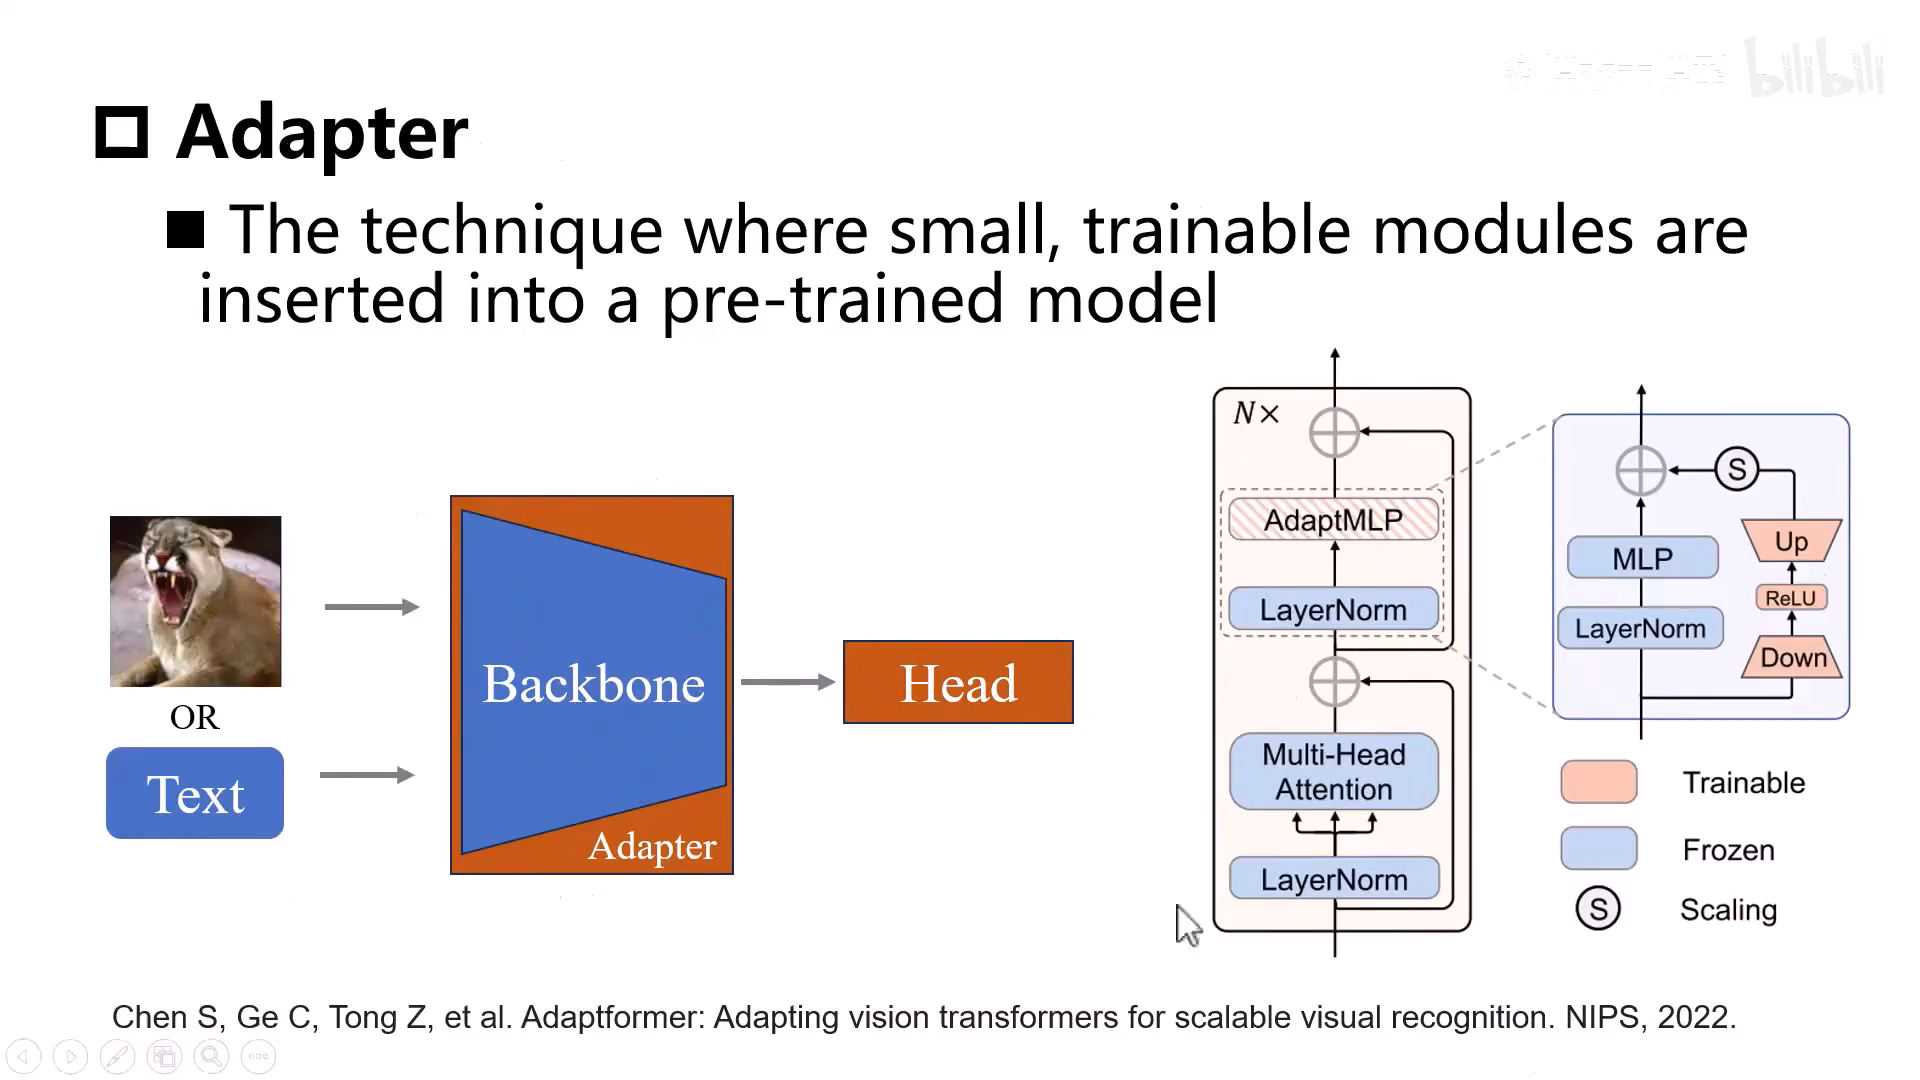 Adapter
The technique where small, trainable modules are
inserted into a pre-trained model
OR
Text
Backbone
Adapter
Head
N×
AdaptMLP
LayerNorm
Multi-Head
Attention
LayerNorm
S
Up
MLP
ReLU
LayerNorm
Down
Trainable
Frozen
S Scaling
Chen S, Ge C, Tong Z, et al. Adaptformer: Adapting vision transformers for scalable visual recognition. NIPS, 2022.
bilibili